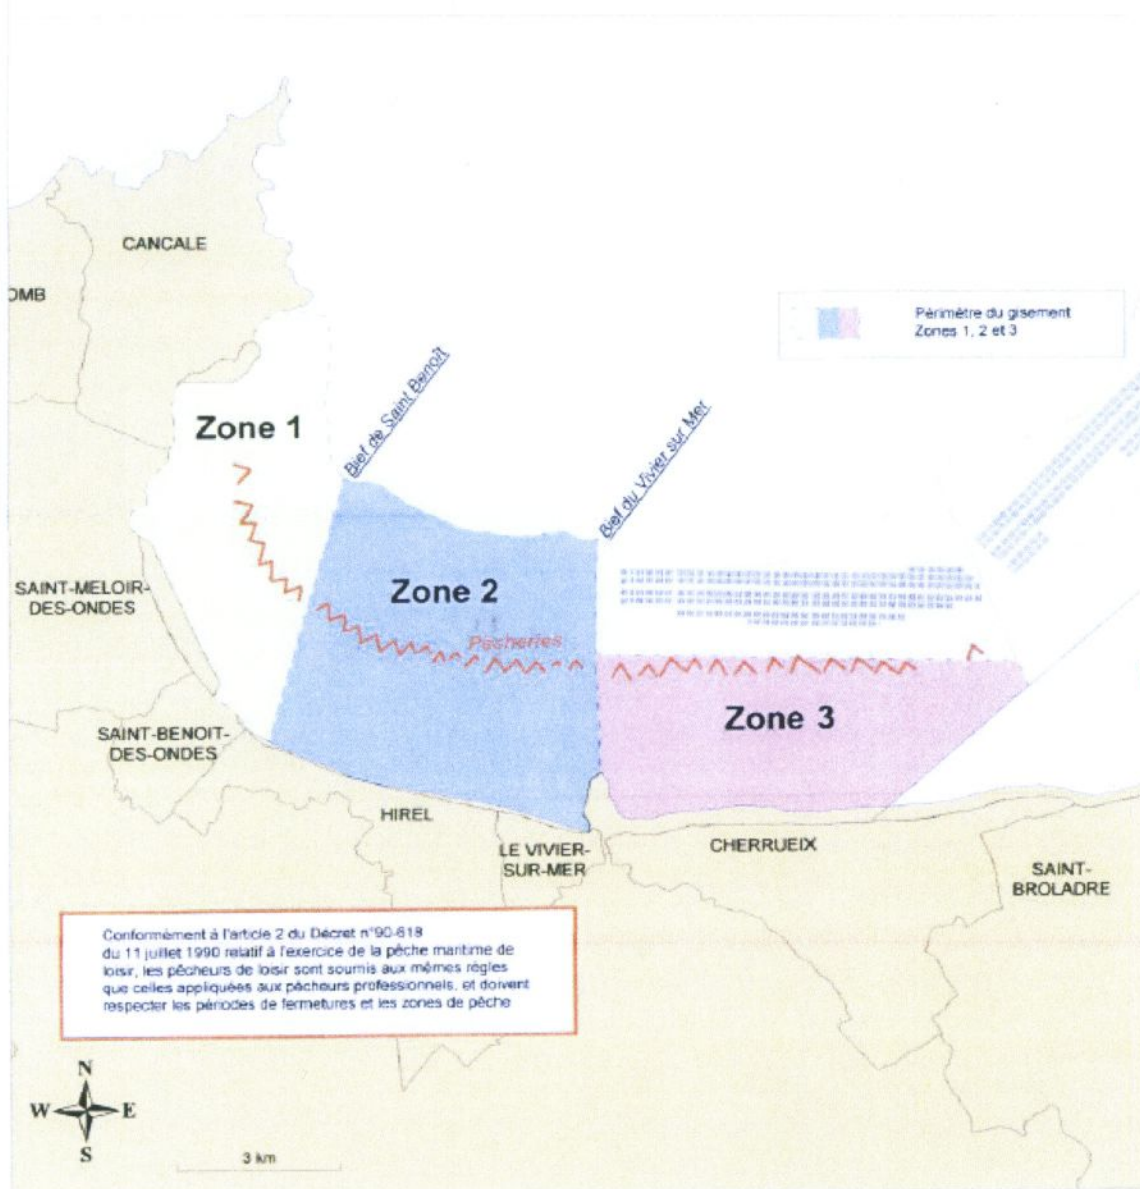 CANCALE
OMB
Périmètre du gisement
Zones 1, 2 et 3
Bief de Saint Benoît
Bief du Vivier sur Mer
Zone 1
Zone 2
Pêcheries
Zone 3
SAINT-MELOIR-
DES-ONDES
SAINT-BENOIT-
DES-ONDES
HIREL
LE VIVIER-
SUR-MER
CHERRUEIX
SAINT-
BROLADRE
Conformément à l'article 2 du Décret n°90-618
du 11 juillet 1990 relatif à l'exercice de la pêche maritime de
loisir, les pêcheurs de loisir sont soumis aux mêmes règles
que celles appliquées aux pêcheurs professionnels, et doivent
respecter les périodes de fermetures et les zones de pêche
N
W E
S
3 km